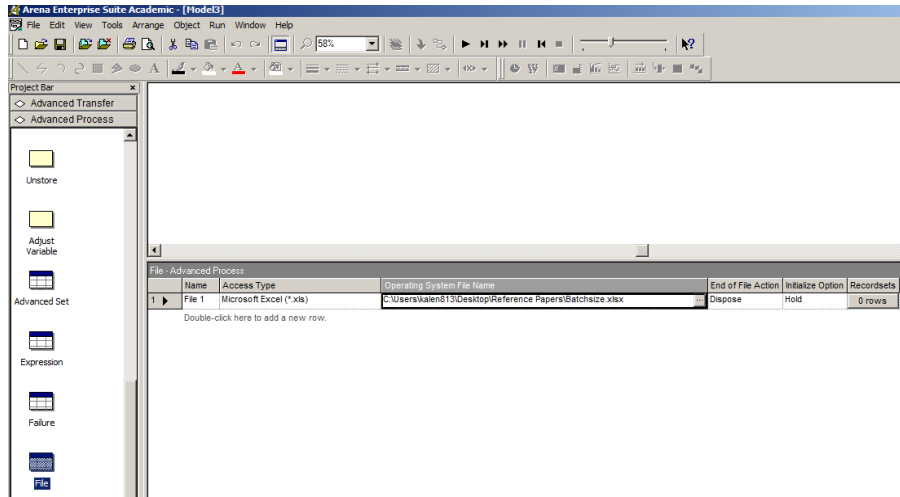 Arena Enterprise Suite Academic - [Model3]
File Edit View Tools Arrange Object Run Window Help
58%
Project Bar
Advanced Transfer
Advanced Process
Unstore
Adjust
Variable
Advanced Set
Expression
Failure
File
File - Advanced Process
Name Access Type Operating System File Name End of File Action Initialize Option Recordsets
1 File 1 Microsoft Excel (*.xls) C:\Users\kalen813\Desktop\Reference Papers\Batchsize.xlsx ... Dispose Hold 0 rows
Double-click here to add a new row.